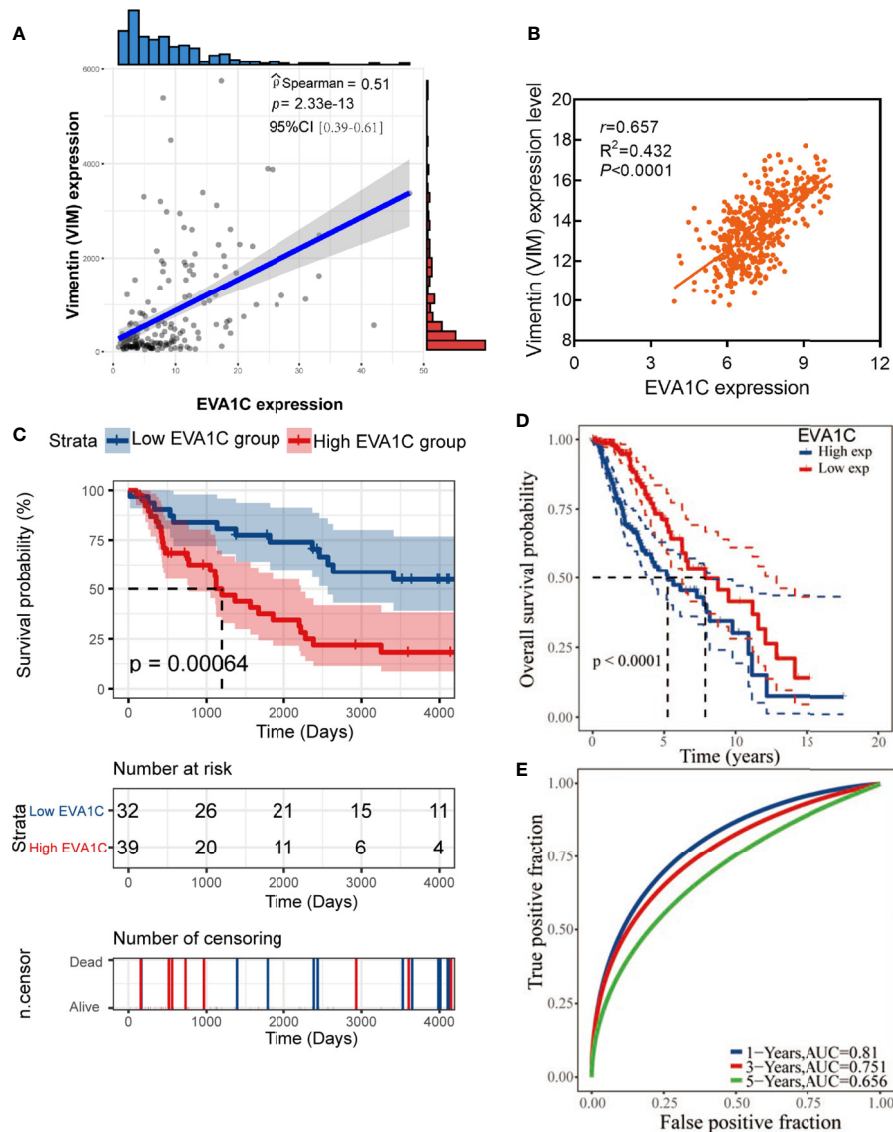 A
6000
4000
2000
0
Vimentin (VIM) expression
ρ̂ Spearman = 0.51
p= 2.33e-13
95%CI [0.39-0.61]
0 10 20 30 40 50
EVA1C expression
B
20
18
16
14
12
10
8
Vimentin (VIM) expression level
r=0.657
R²=0.432
P<0.0001
0 3 6 9 12
EVA1C expression
C
Strata Low EVA1C group High EVA1C group
100
75
50
25
0
Survival probability (%)
p = 0.00064
0 1000 2000 3000 4000
Time (Days)
Number at risk
Strata
Low EVA1C 32 26 21 15 11
High EVA1C 39 20 11 6 4
0 1000 2000 3000 4000
Time (Days)
Number of censoring
n.censor
Dead
Alive
0 1000 2000 3000 4000
Time (Days)
D
EVA1C
High exp
Low exp
1.00
0.75
0.50
0.25
0.00
Overall survival probability
p < 0.0001
0 5 10 15 20
Time (years)
E
1.00
0.75
0.50
0.25
0.00
True positive fraction
1-Years,AUC=0.81
3-Years,AUC=0.751
5-Years,AUC=0.656
0.00 0.25 0.50 0.75 1.00
False positive fraction